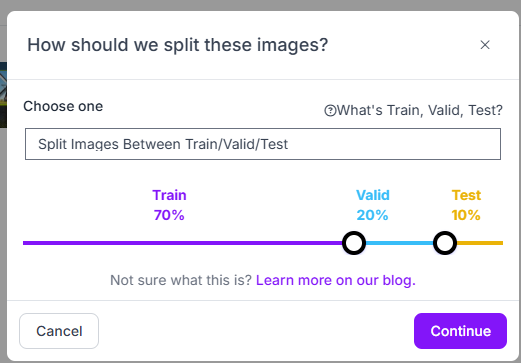 How should we split these images?
Choose one
What's Train, Valid, Test?
Split Images Between Train/Valid/Test
Train Valid Test
70% 20% 10%
Not sure what this is? Learn more on our blog.
Cancel Continue